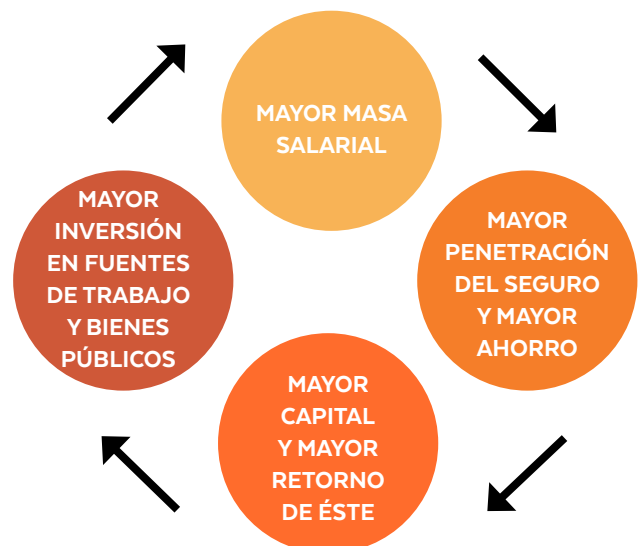 MAYOR MASA
SALARIAL
MAYOR
PENETRACIÓN
DEL SEGURO
Y MAYOR
AHORRO
MAYOR
CAPITAL
Y MAYOR
RETORNO
DE ÉSTE
MAYOR
INVERSIÓN
EN FUENTES
DE TRABAJO
Y BIENES
PÚBLICOS